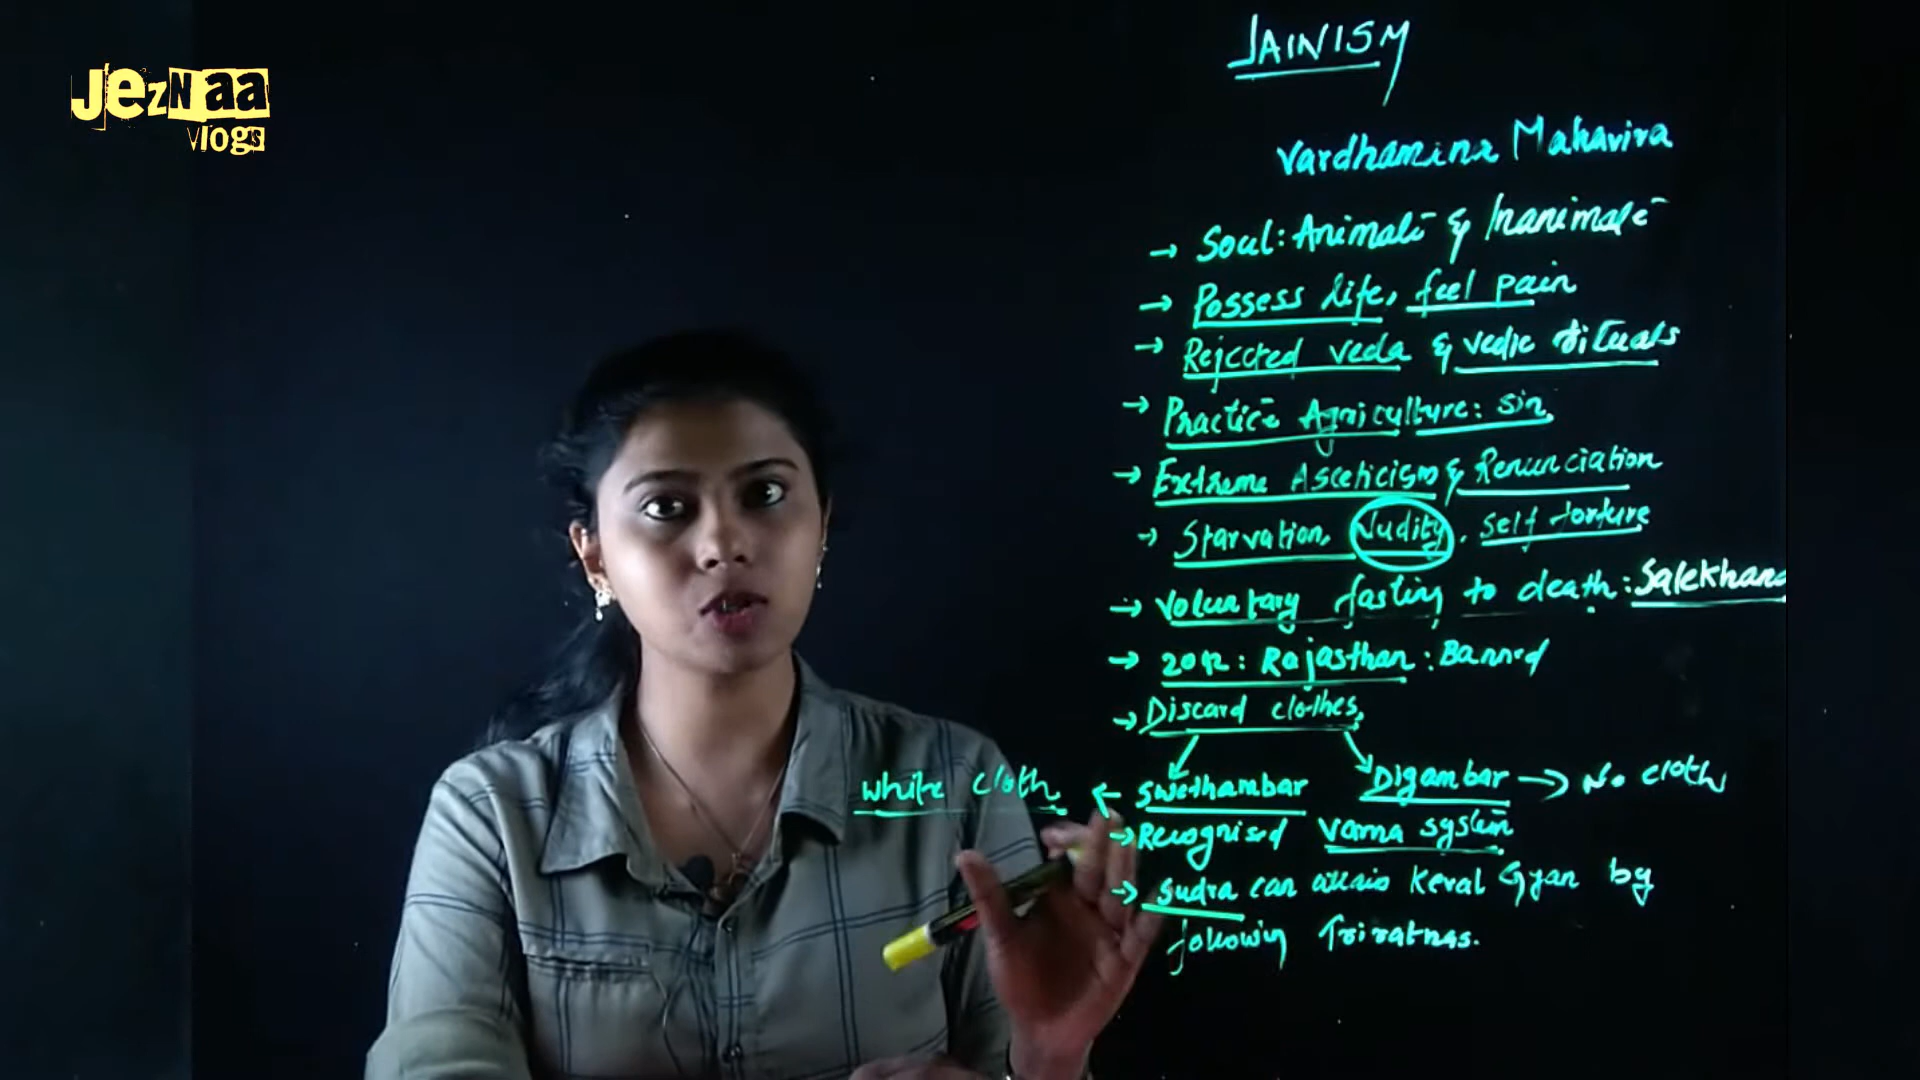 JEZNAA
vlogs
JAINISM
Vardhamana Mahavira
→ Soul: Animate & Inanimate
→ Possess life, feel pain
→ Rejected veda & vedic rituals
→ Practice Agriculture: sin,
→ Extreme Asceticism & Renunciation
→ Starvation, Nudity, self torture
→ Voluntary fasting to death: Salekhana
→ Rajasthan: Banned
→ Discard clothes,
white cloth ← Swethambar Digambar → No cloth
→ Recognised varna system
→ Sudra can attain Keval Gyan by
following Triratnas.